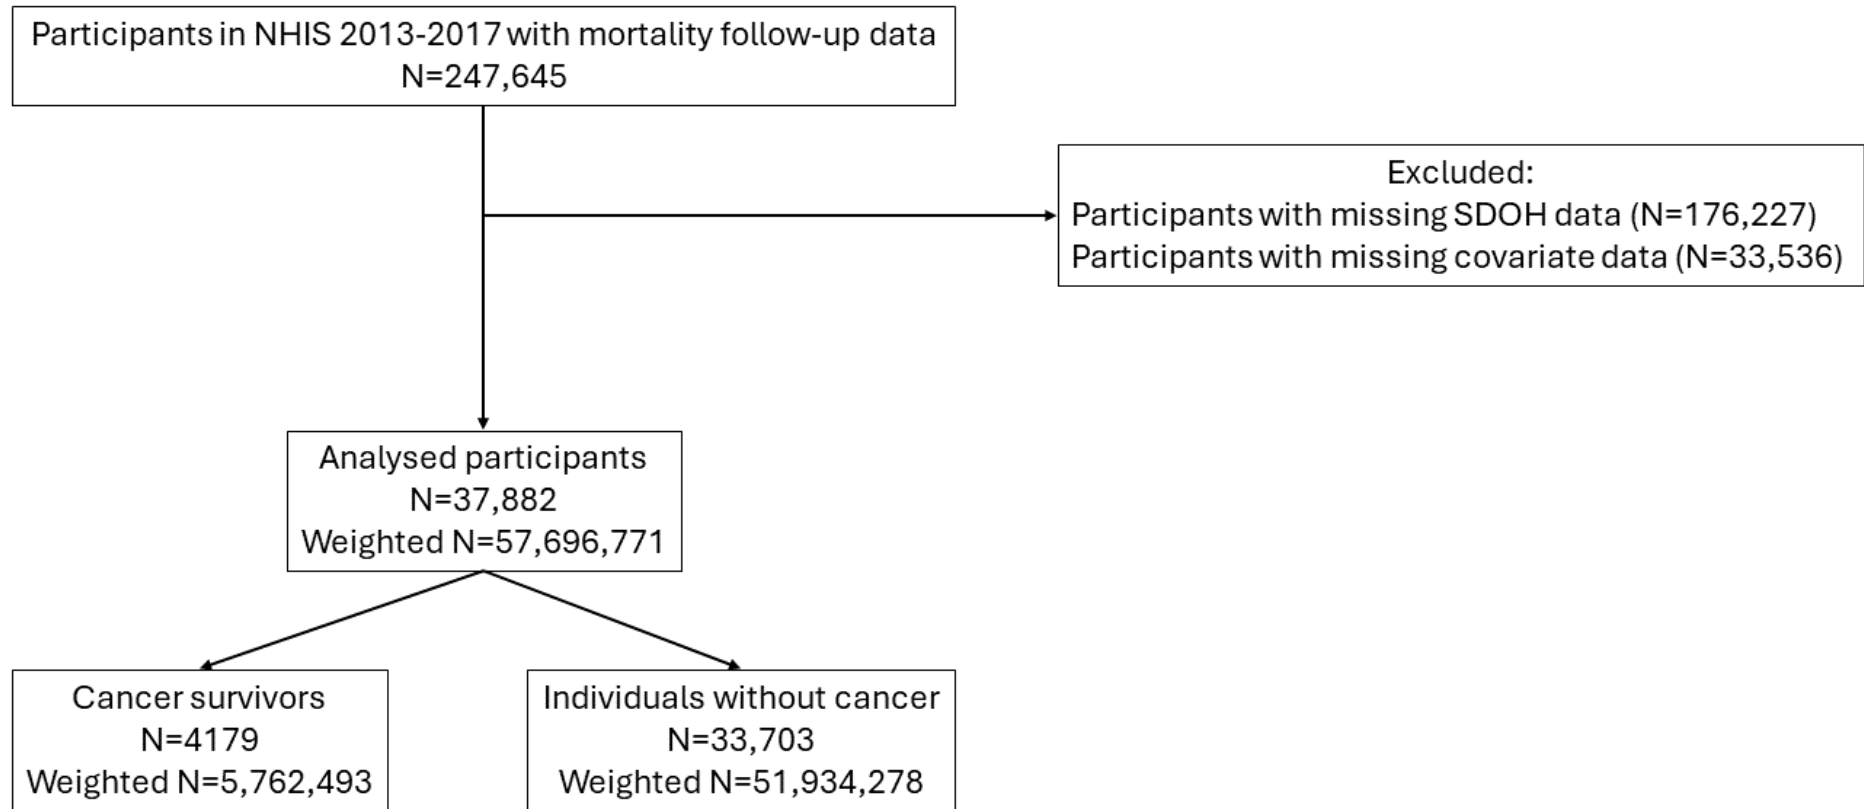 Participants in NHIS 2013-2017 with mortality follow-up data
N=247,645
Excluded:
Participants with missing SDOH data (N=176,227)
Participants with missing covariate data (N=33,536)
Analysed participants
N=37,882
Weighted N=57,696,771
Cancer survivors
N=4179
Weighted N=5,762,493
Individuals without cancer
N=33,703
Weighted N=51,934,278